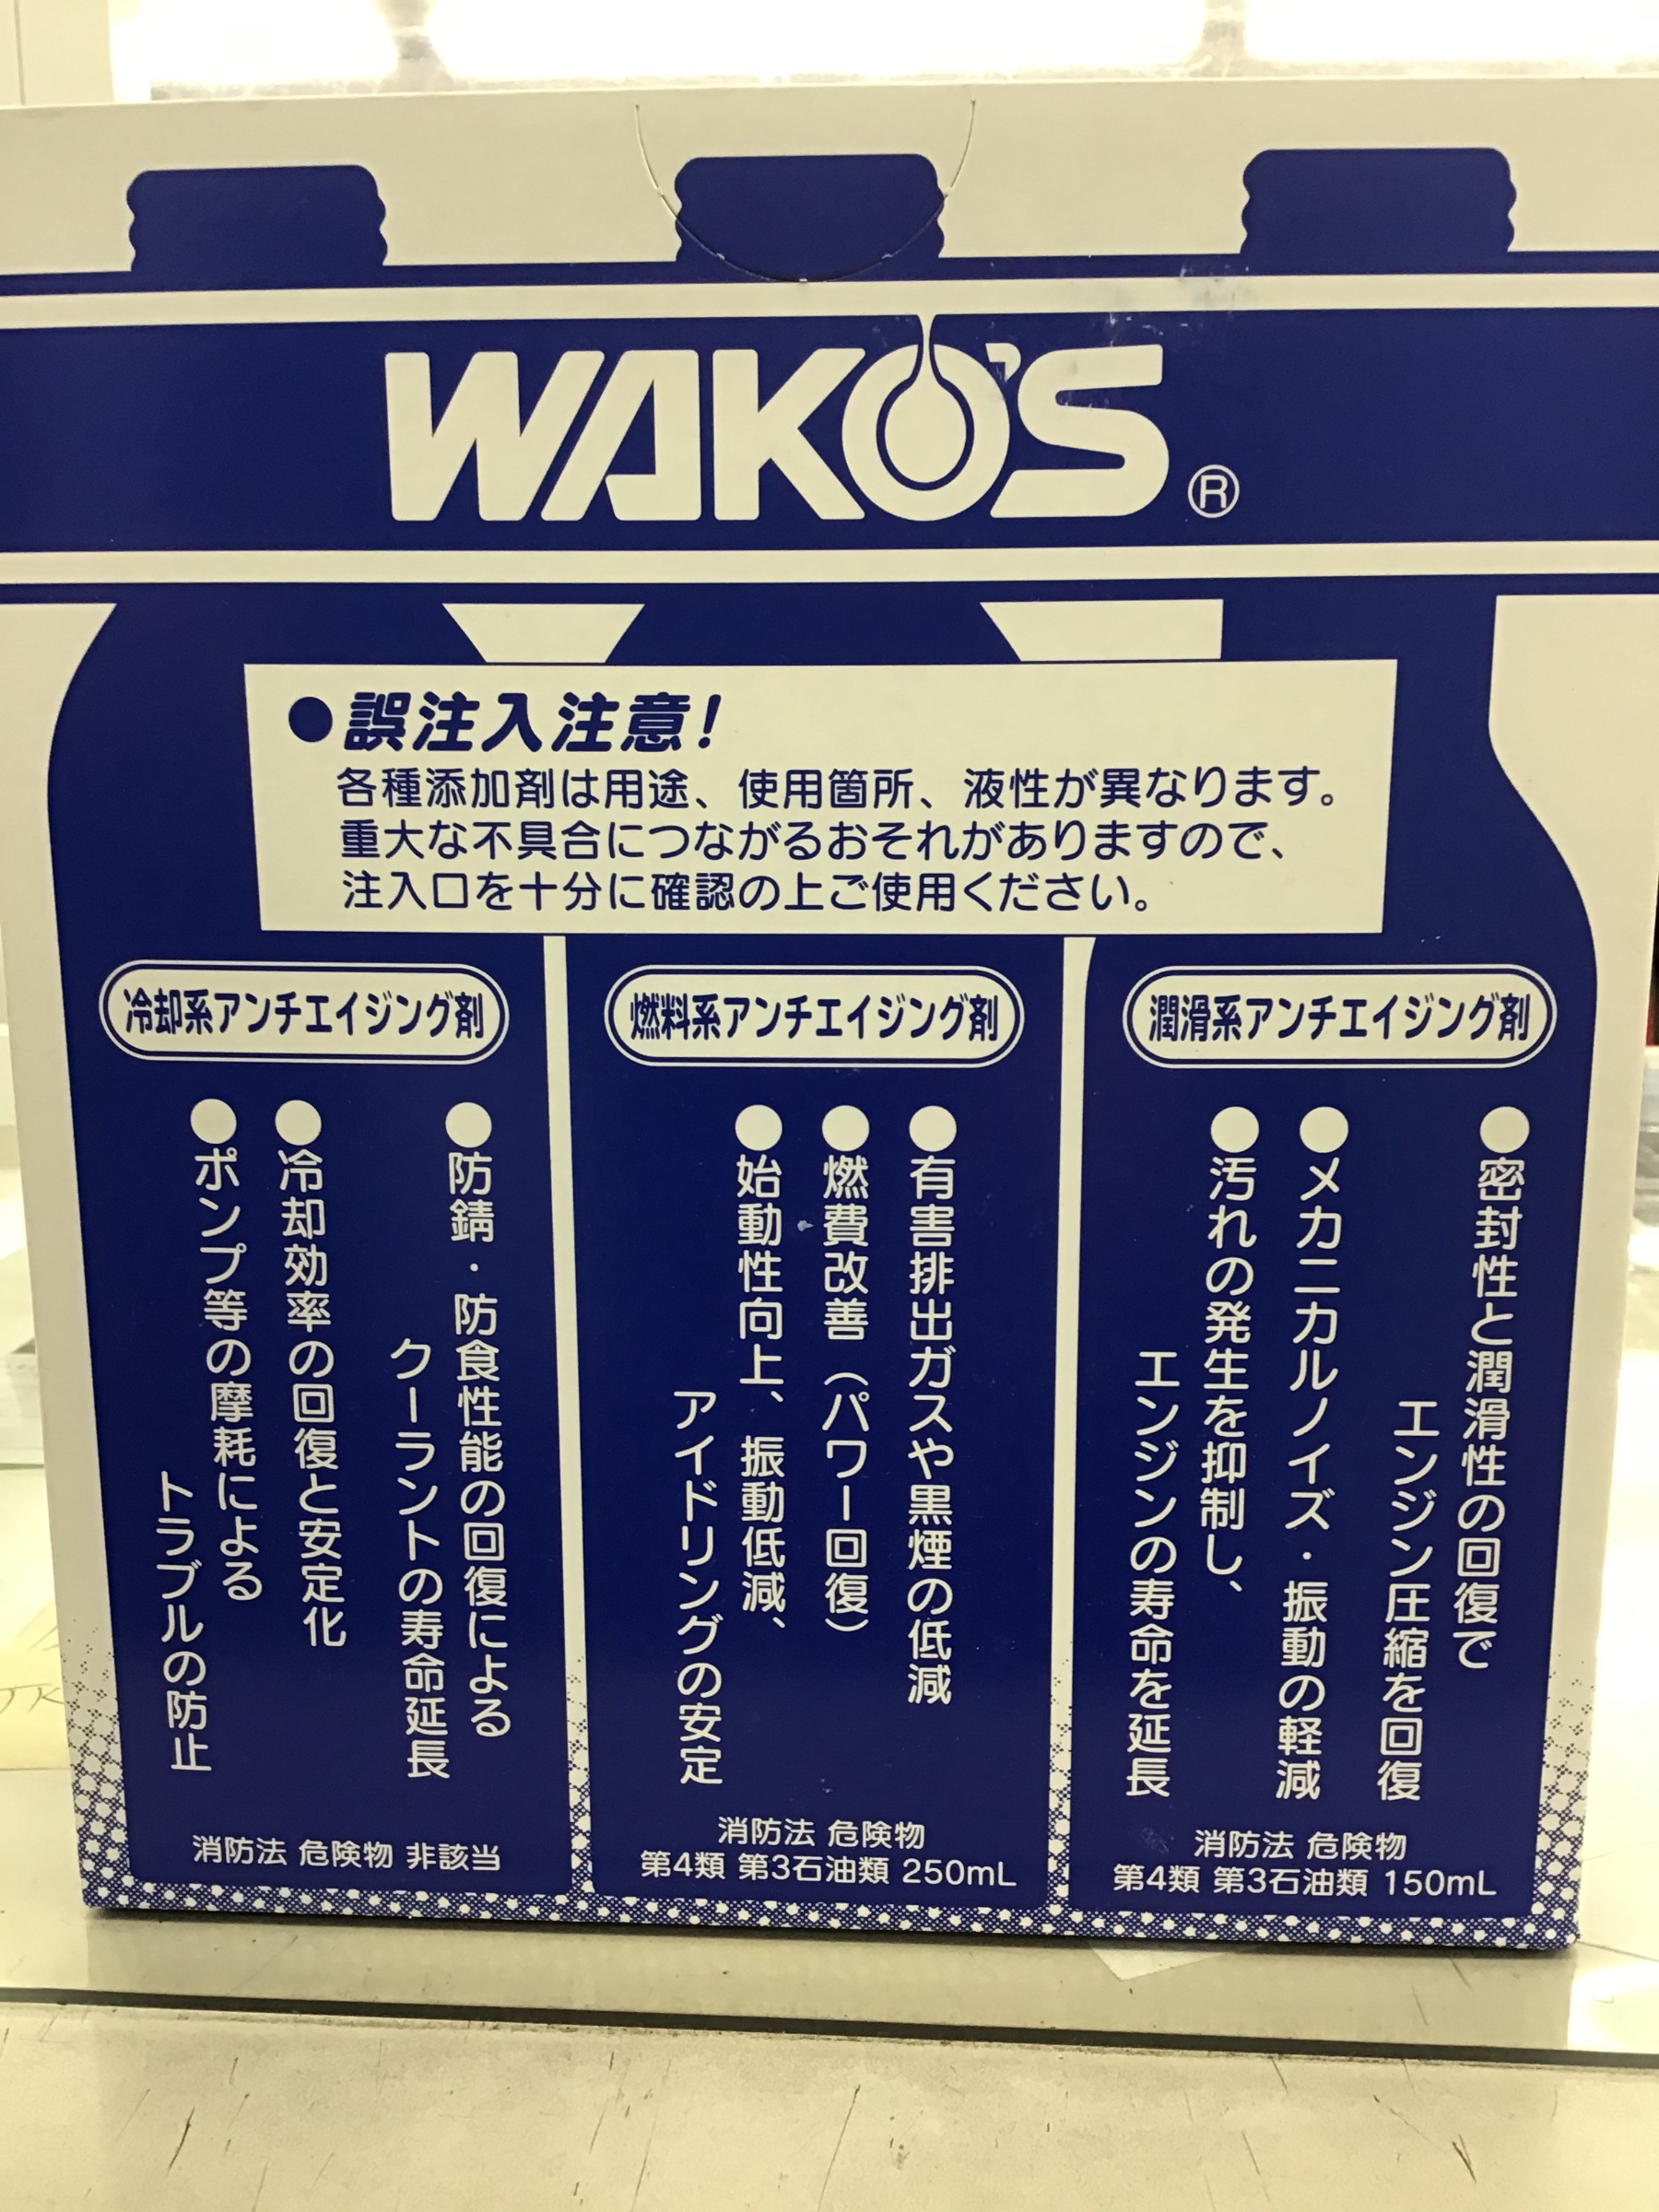 WAKO'S®
●誤注入注意!
各種添加剤は用途、使用箇所、液性が異なります。
重大な不具合につながるおそれがありますので、
注入口を十分に確認の上ご使用ください。
冷却系アンチエイジング剤
●防錆・防食性能の回復による
クーラントの寿命延長
●冷却効率の回復と安定化
●ポンプ等の摩耗による
トラブルの防止
消防法 危険物 非該当
燃料系アンチエイジング剤
●有害排出ガスや黒煙の低減
●燃費改善(パワー回復)
●始動性向上、振動低減、
アイドリングの安定
消防法 危険物
第4類 第3石油類 250mL
潤滑系アンチエイジング剤
●密封性と潤滑性の回復で
エンジン圧縮を回復
●メカニカルノイズ・振動の軽減
●汚れの発生を抑制し、
エンジンの寿命を延長
消防法 危険物
第4類 第3石油類 150mL